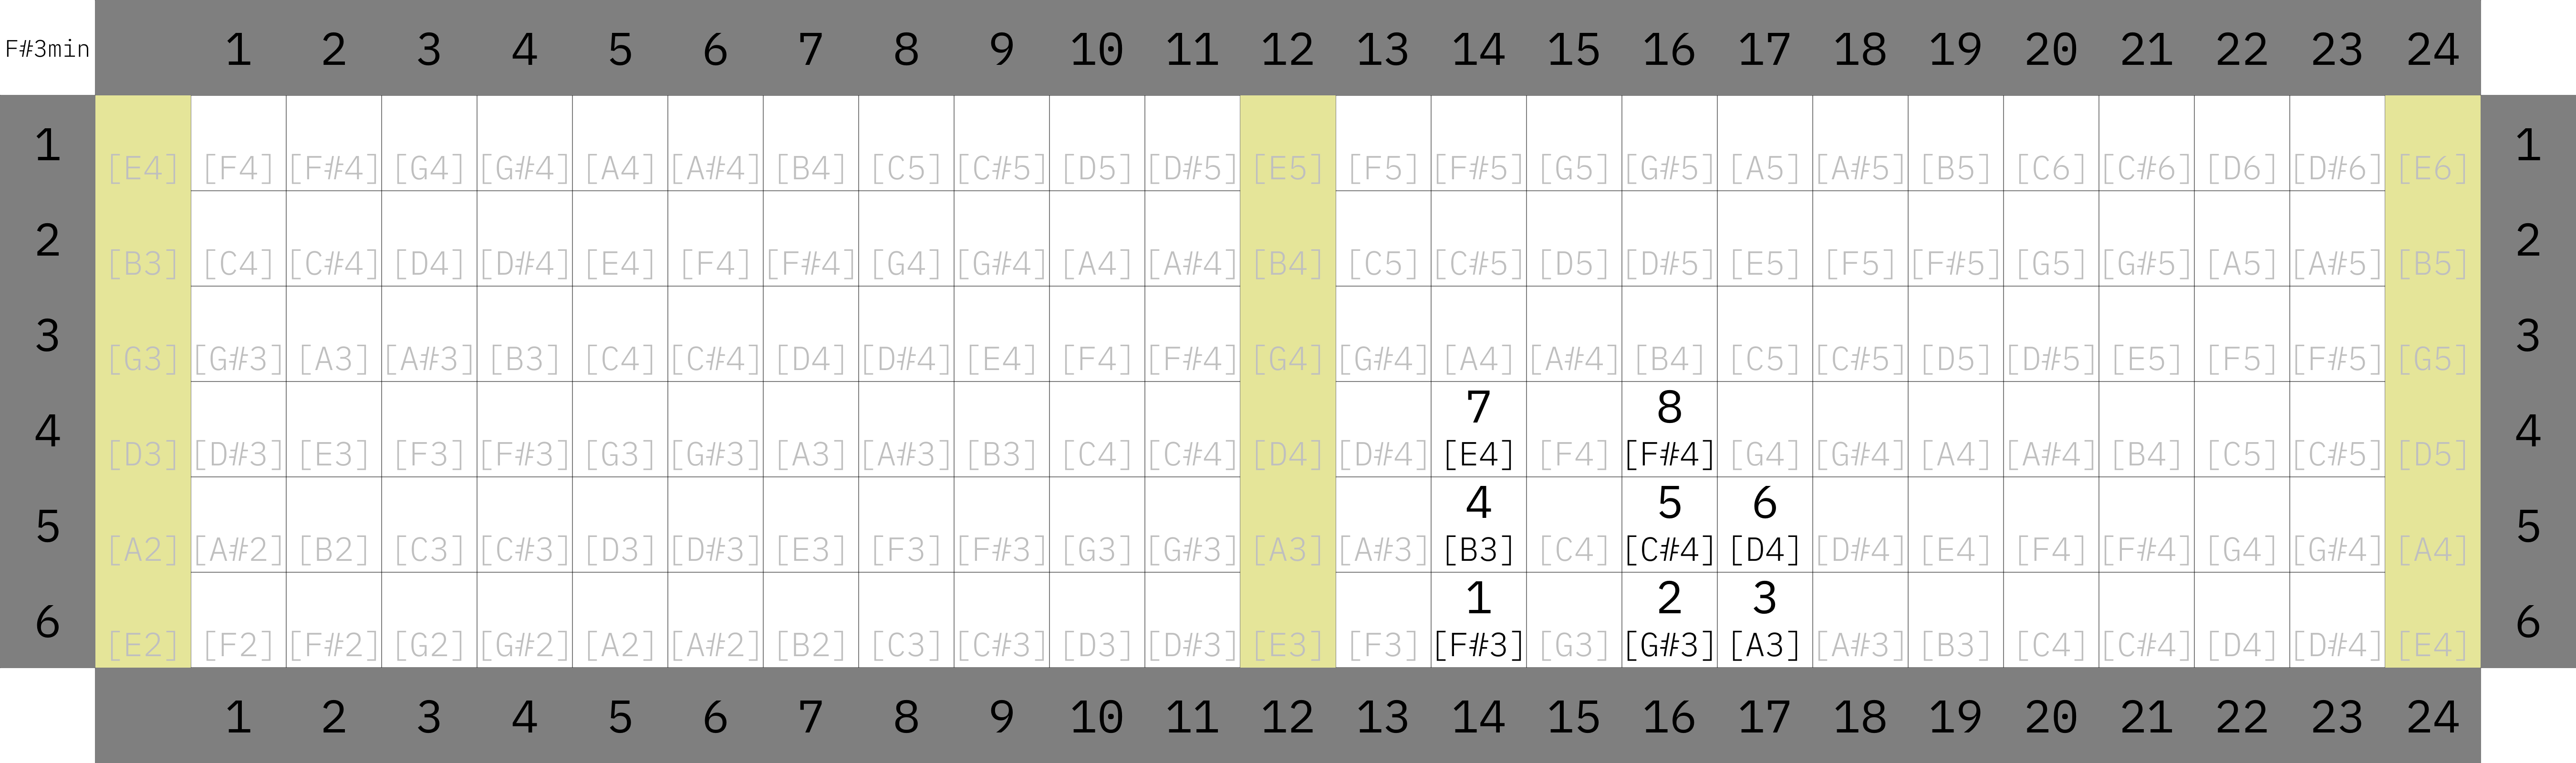 F#3min 1 2 3 4 5 6 7 8 9 10 11 12 13 14 15 16 17 18 19 20 21 22 23 24
1 [E4] [F4] [F#4] [G4] [G#4] [A4] [A#4] [B4] [C5] [C#5] [D5] [D#5] [E5] [F5] [F#5] [G5] [G#5] [A5] [A#5] [B5] [C6] [C#6] [D6] [D#6] [E6] 1
2 [B3] [C4] [C#4] [D4] [D#4] [E4] [F4] [F#4] [G4] [G#4] [A4] [A#4] [B4] [C5] [C#5] [D5] [D#5] [E5] [F5] [F#5] [G5] [G#5] [A5] [A#5] [B5] 2
3 [G3] [G#3] [A3] [A#3] [B3] [C4] [C#4] [D4] [D#4] [E4] [F4] [F#4] [G4] [G#4] [A4] [A#4] [B4] [C5] [C#5] [D5] [D#5] [E5] [F5] [F#5] [G5] 3
7 8
4 [D3] [D#3] [E3] [F3] [F#3] [G3] [G#3] [A3] [A#3] [B3] [C4] [C#4] [D4] [D#4] [E4] [F4] [F#4] [G4] [G#4] [A4] [A#4] [B4] [C5] [C#5] [D5] 4
4 5 6
5 [A2] [A#2] [B2] [C3] [C#3] [D3] [D#3] [E3] [F3] [F#3] [G3] [G#3] [A3] [A#3] [B3] [C4] [C#4] [D4] [D#4] [E4] [F4] [F#4] [G4] [G#4] [A4] 5
1 2 3
6 [E2] [F2] [F#2] [G2] [G#2] [A2] [A#2] [B2] [C3] [C#3] [D3] [D#3] [E3] [F3] [F#3] [G3] [G#3] [A3] [A#3] [B3] [C4] [C#4] [D4] [D#4] [E4] 6
1 2 3 4 5 6 7 8 9 10 11 12 13 14 15 16 17 18 19 20 21 22 23 24